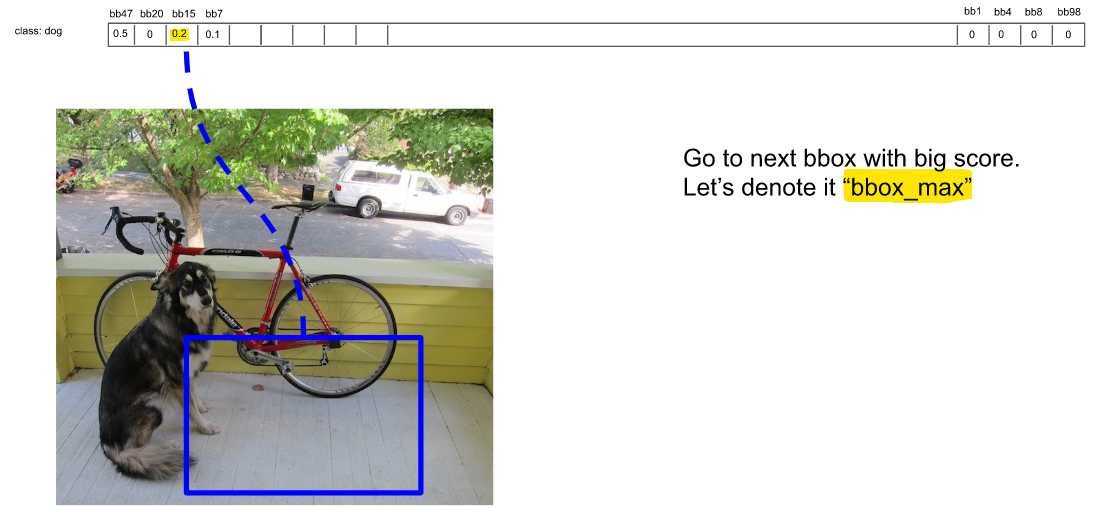 bb47 bb20 bb15 bb7 bb1 bb4 bb8 bb98
class: dog 0.5 0 0.2 0.1 0 0 0 0
Go to next bbox with big score.
Let's denote it “bbox_max”